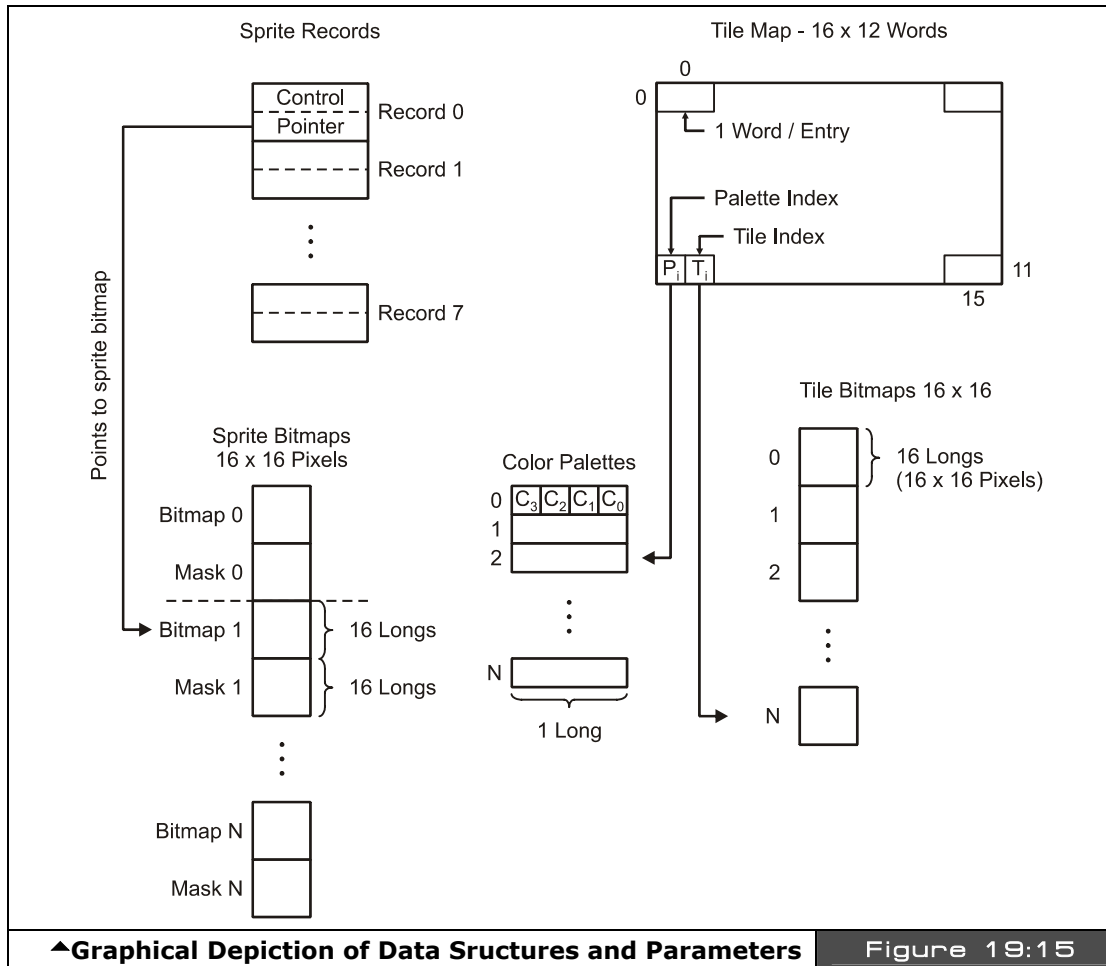 Sprite Records
Control
Pointer
Record 0
Record 1
Record 7
Points to sprite bitmap
Sprite Bitmaps
16 x 16 Pixels
Bitmap 0
Mask 0
Bitmap 1
16 Longs
Mask 1
16 Longs
Bitmap N
Mask N
Tile Map - 16 x 12 Words
0
0
1 Word / Entry
Palette Index
Tile Index
Pi Ti
11
15
Color Palettes
0 C3 C2 C1 C0
1
2
N
1 Long
Tile Bitmaps 16 x 16
0
16 Longs
(16 x 16 Pixels)
1
2
N
Graphical Depiction of Data Sructures and Parameters
Figure 19:15